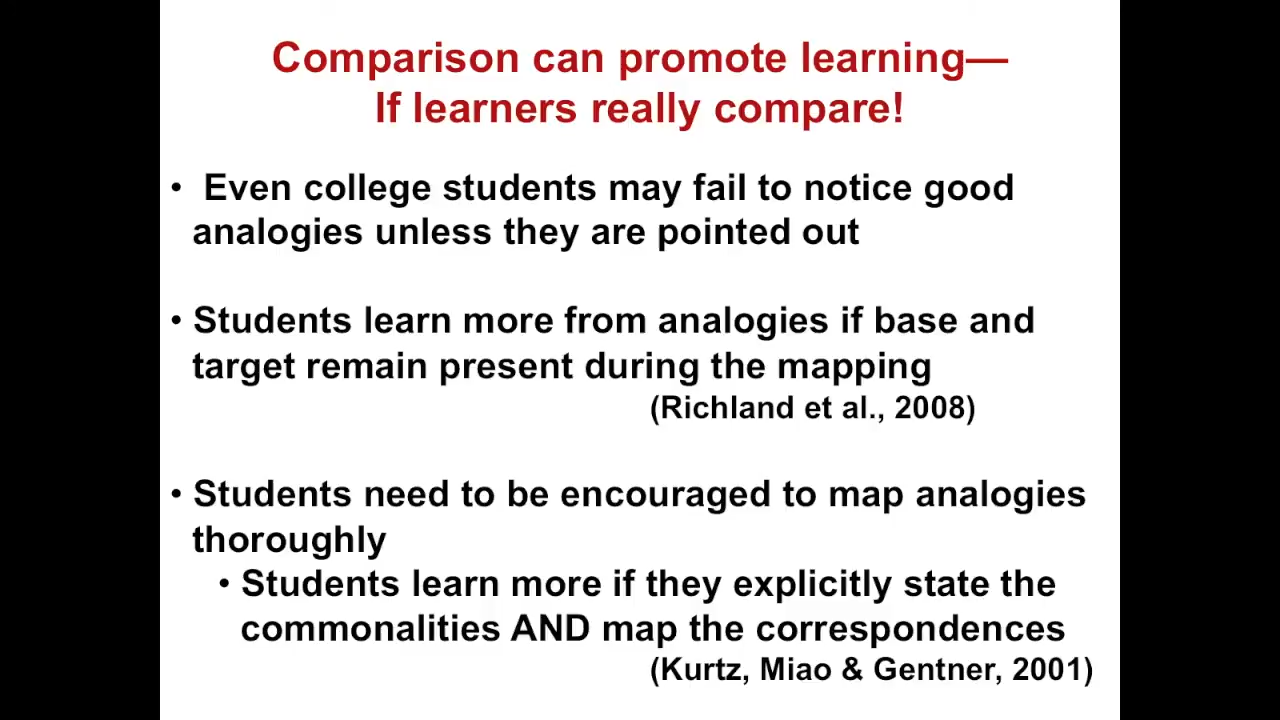 Comparison can promote learning—
If learners really compare!
• Even college students may fail to notice good
analogies unless they are pointed out
• Students learn more from analogies if base and
target remain present during the mapping
(Richland et al., 2008)
• Students need to be encouraged to map analogies
thoroughly
• Students learn more if they explicitly state the
commonalities AND map the correspondences
(Kurtz, Miao & Gentner, 2001)